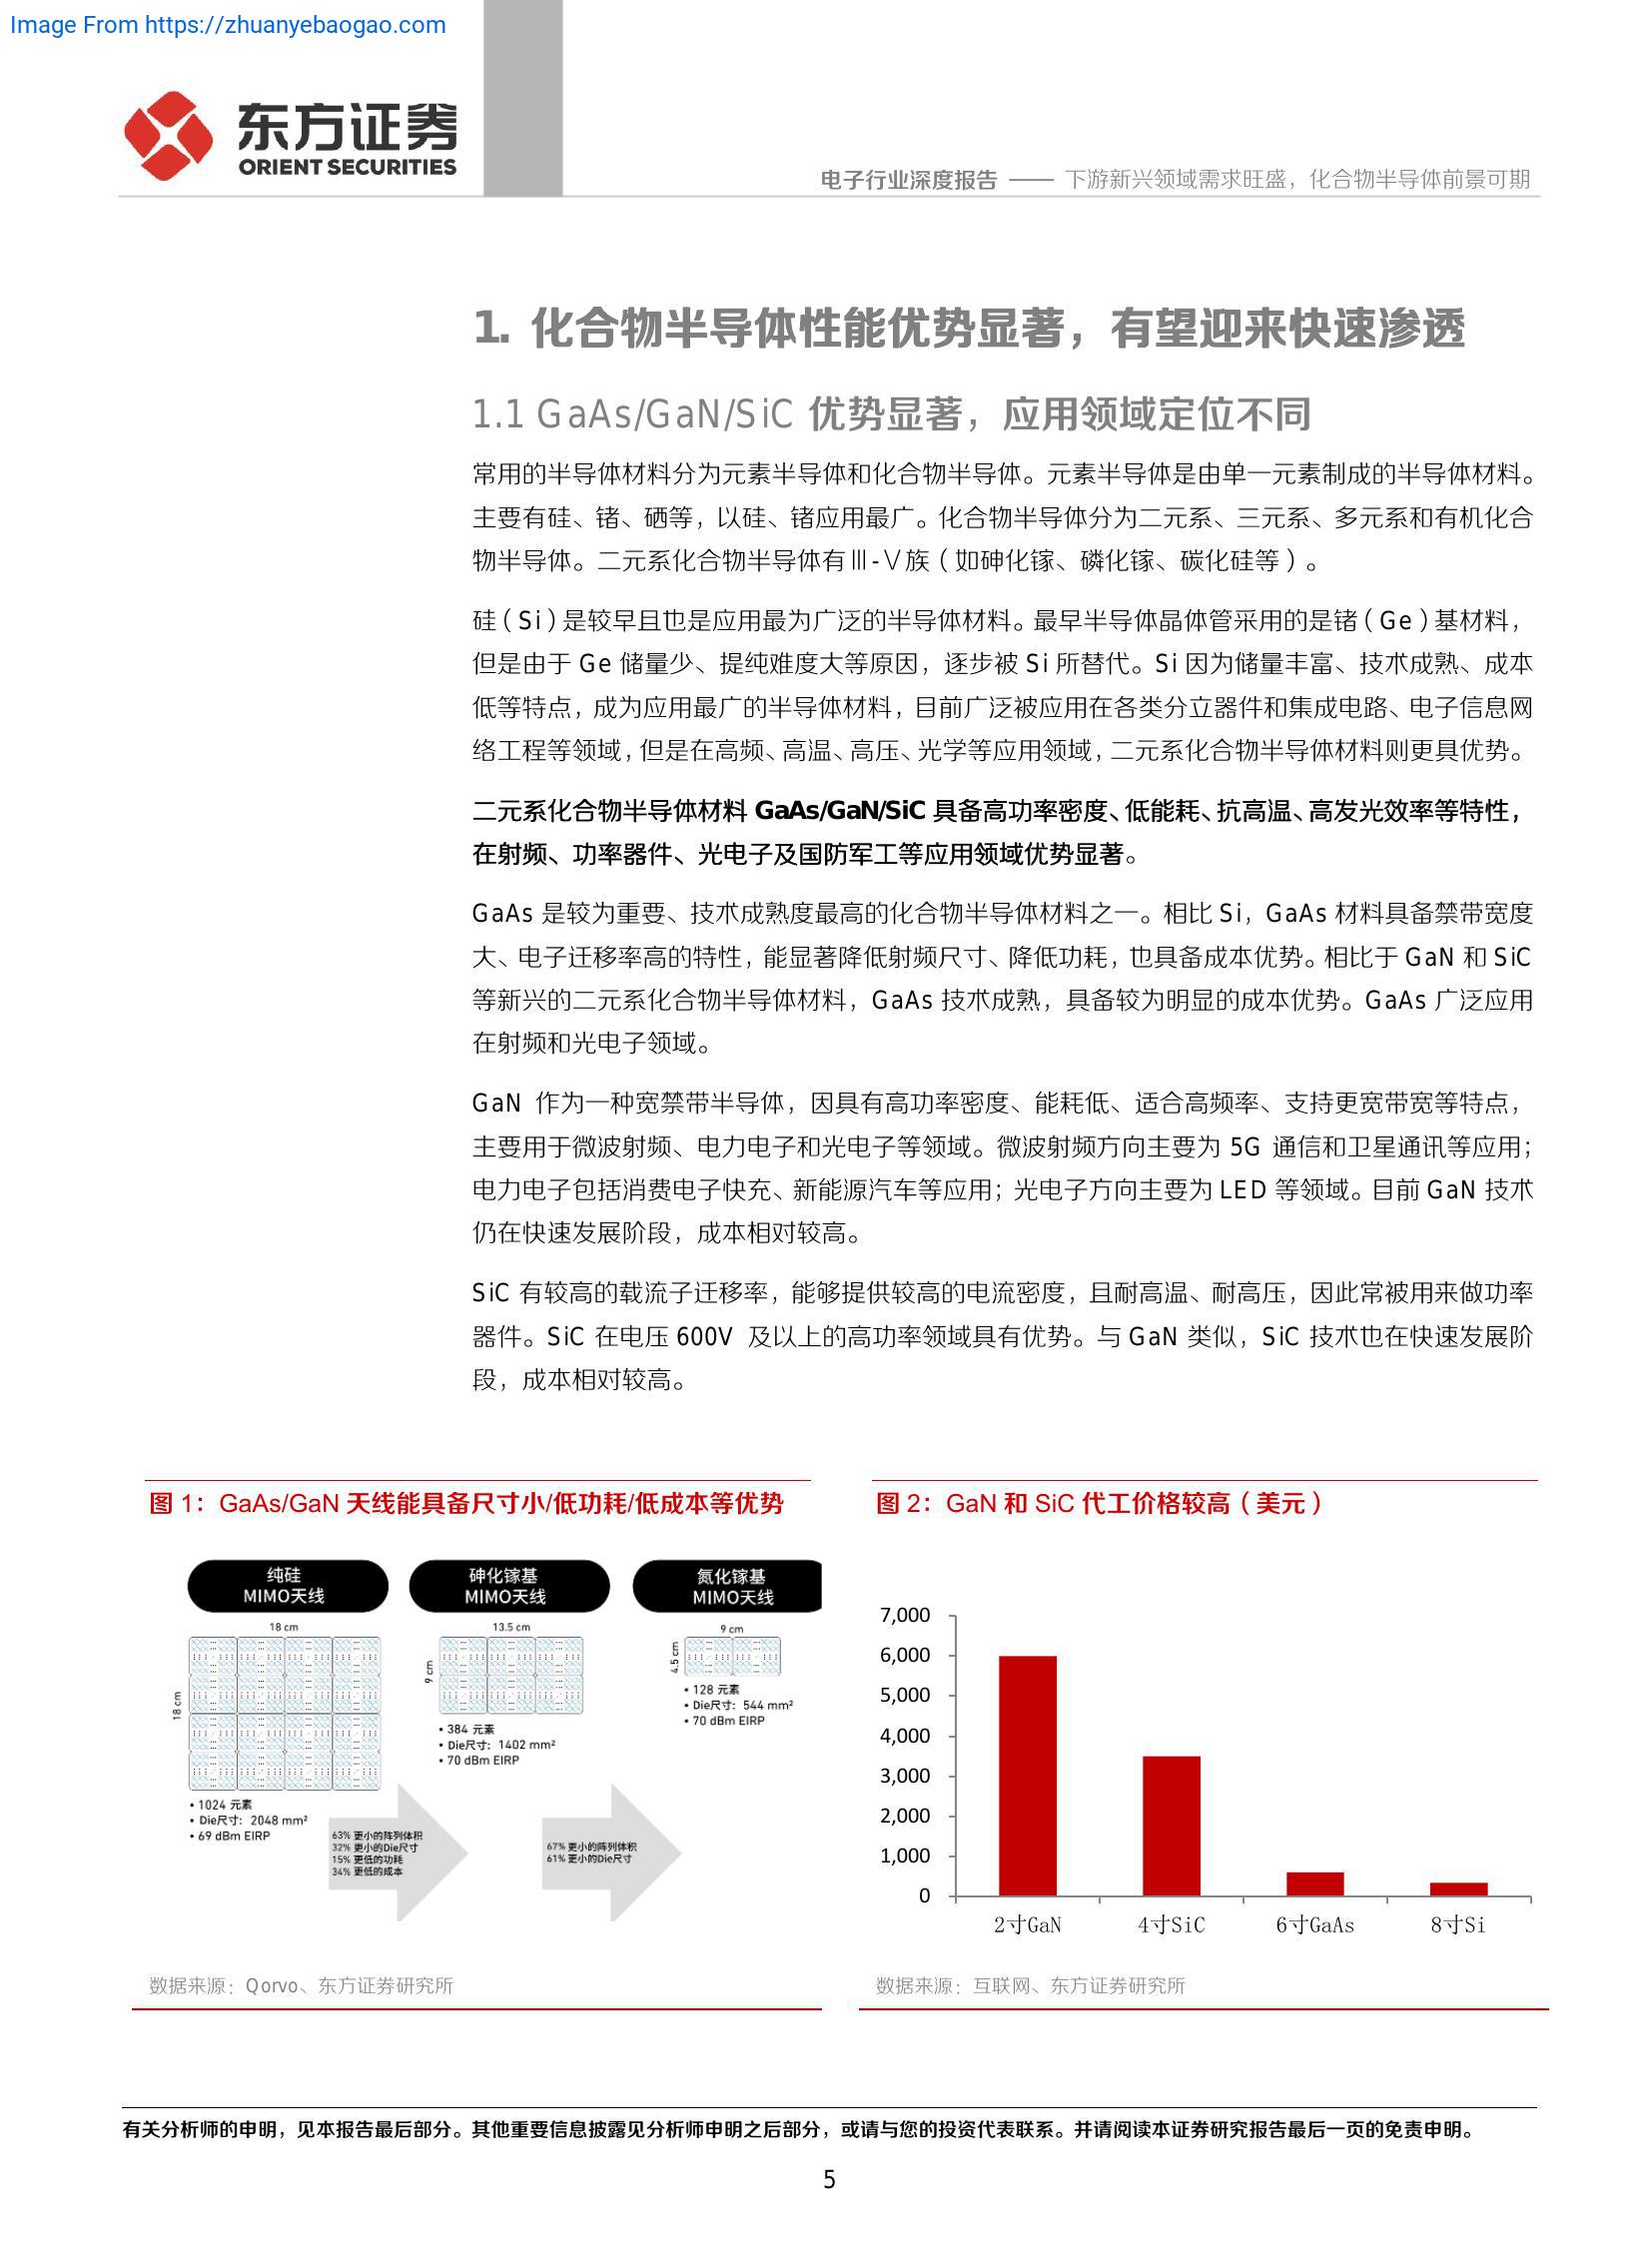 Image From https://zhuanyebaogao.com
东方证券
ORIENT SECURITIES
电子行业深度报告 —— 下游新兴领域需求旺盛，化合物半导体前景可期
1. 化合物半导体性能优势显著，有望迎来快速渗透
1.1 GaAs/GaN/SiC 优势显著，应用领域定位不同
常用的半导体材料分为元素半导体和化合物半导体。元素半导体是由单一元素制成的半导体材料。
主要有硅、锗、硒等，以硅、锗应用最广。化合物半导体分为二元系、三元系、多元系和有机化合
物半导体。二元系化合物半导体有Ⅲ-Ⅴ族（如砷化镓、磷化镓、碳化硅等）。
硅（Si）是较早且也是应用最为广泛的半导体材料。最早半导体晶体管采用的是锗（Ge）基材料，
但是由于 Ge 储量少、提纯难度大等原因，逐步被 Si 所替代。Si 因为储量丰富、技术成熟、成本
低等特点，成为应用最广的半导体材料，目前广泛被应用在各类分立器件和集成电路、电子信息网
络工程等领域，但是在高频、高温、高压、光学等应用领域，二元系化合物半导体材料则更具优势。
二元系化合物半导体材料 GaAs/GaN/SiC 具备高功率密度、低能耗、抗高温、高发光效率等特性，
在射频、功率器件、光电子及国防军工等应用领域优势显著。
GaAs 是较为重要、技术成熟度最高的化合物半导体材料之一。相比 Si，GaAs 材料具备禁带宽度
大、电子迁移率高的特性，能显著降低射频尺寸、降低功耗，也具备成本优势。相比于 GaN 和 SiC
等新兴的二元系化合物半导体材料，GaAs 技术成熟，具备较为明显的成本优势。GaAs 广泛应用
在射频和光电子领域。
GaN 作为一种宽禁带半导体，因具有高功率密度、能耗低、适合高频率、支持更宽带宽等特点，
主要用于微波射频、电力电子和光电子等领域。微波射频方向主要为 5G 通信和卫星通讯等应用；
电力电子包括消费电子快充、新能源汽车等应用；光电子方向主要为 LED 等领域。目前 GaN 技术
仍在快速发展阶段，成本相对较高。
SiC 有较高的载流子迁移率，能够提供较高的电流密度，且耐高温、耐高压，因此常被用来做功率
器件。SiC 在电压 600V 及以上的高功率领域具有优势。与 GaN 类似，SiC 技术也在快速发展阶
段，成本相对较高。
图 1：GaAs/GaN 天线能具备尺寸小/低功耗/低成本等优势
纯硅
MIMO天线
砷化镓基
MIMO天线
氮化镓基
MIMO天线
18 cm
18 cm
• 1024 元素
• Die尺寸：2048 mm²
• 69 dBm EIRP
13.5 cm
9 cm
• 384 元素
• Die尺寸：1402 mm²
• 70 dBm EIRP
9 cm
4.5 cm
• 128 元素
• Die尺寸：544 mm²
• 70 dBm EIRP
63% 更小的阵列体积
32% 更小的Die尺寸
15% 更低的功耗
34% 更低的成本
67% 更小的阵列体积
61% 更小的Die尺寸
数据来源：Qorvo、东方证券研究所
图 2：GaN 和 SiC 代工价格较高（美元）
7,000
6,000
5,000
4,000
3,000
2,000
1,000
0
2寸GaN 4寸SiC 6寸GaAs 8寸Si
数据来源：互联网、东方证券研究所
有关分析师的申明，见本报告最后部分。其他重要信息披露见分析师申明之后部分，或请与您的投资代表联系。并请阅读本证券研究报告最后一页的免责申明。
5